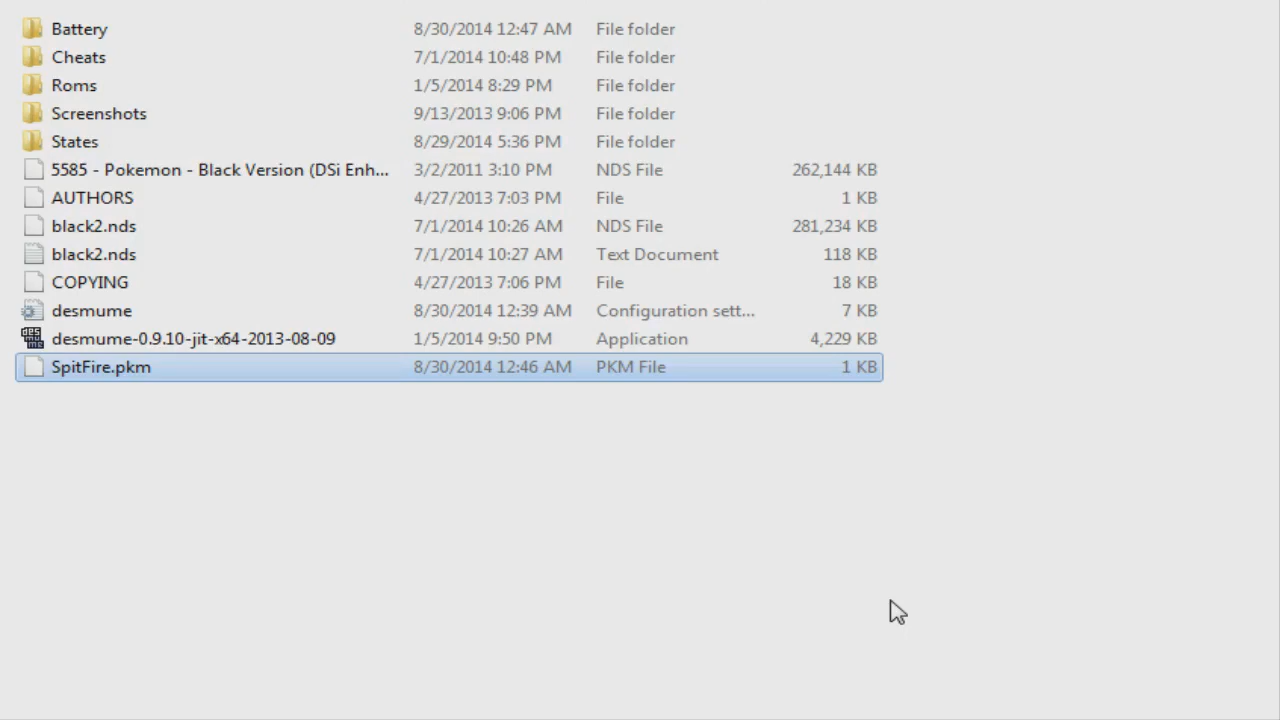 Battery 8/30/2014 12:47 AM File folder
Cheats 7/1/2014 10:48 PM File folder
Roms 1/5/2014 8:29 PM File folder
Screenshots 9/13/2013 9:06 PM File folder
States 8/29/2014 5:36 PM File folder
5585 - Pokemon - Black Version (DSi Enh... 3/2/2011 3:10 PM NDS File 262,144 KB
AUTHORS 4/27/2013 7:03 PM File 1 KB
black2.nds 7/1/2014 10:26 AM NDS File 281,234 KB
black2.nds 7/1/2014 10:27 AM Text Document 118 KB
COPYING 4/27/2013 7:06 PM File 18 KB
desmume 8/30/2014 12:39 AM Configuration sett... 7 KB
desmume-0.9.10-jit-x64-2013-08-09 1/5/2014 9:50 PM Application 4,229 KB
SpitFire.pkm 8/30/2014 12:46 AM PKM File 1 KB